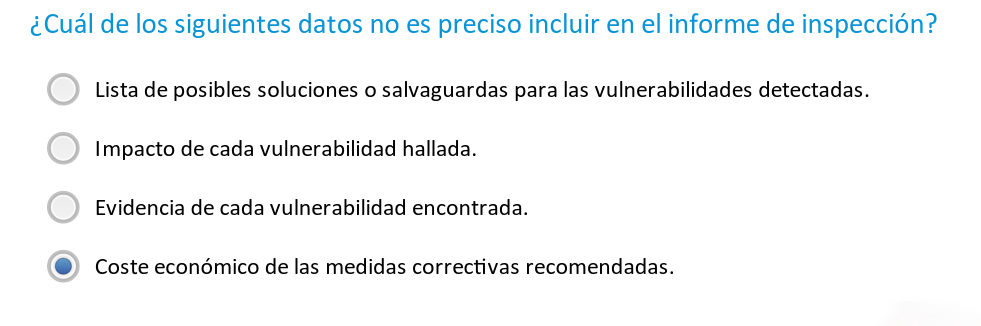 ¿Cuál de los siguientes datos no es preciso incluir en el informe de inspección?
Lista de posibles soluciones o salvaguardas para las vulnerabilidades detectadas.
Impacto de cada vulnerabilidad hallada.
Evidencia de cada vulnerabilidad encontrada.
Coste económico de las medidas correctivas recomendadas.